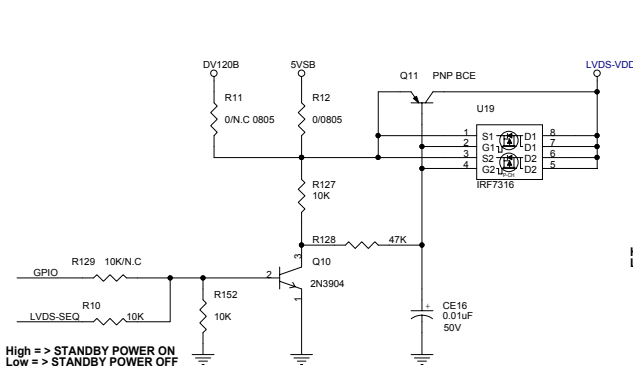 DV120B
5VSB
Q11 PNP BCE
LVDS-VDD
R11
R12
U19
0/N.C 0805
0/0805
1 S1 D1 8
2 G1 D1 7
3 S2 D2 6
4 G2 D2 5
P-CH
IRF7316
R127
10K
R128 47K
3
Q10
R129 10K/N.C
GPIO
2
2N3904
R152
1
CE16
0.01uF
50V
+
R10
LVDS-SEQ 10K
10K
High = > STANDBY POWER ON
Low = > STANDBY POWER OFF